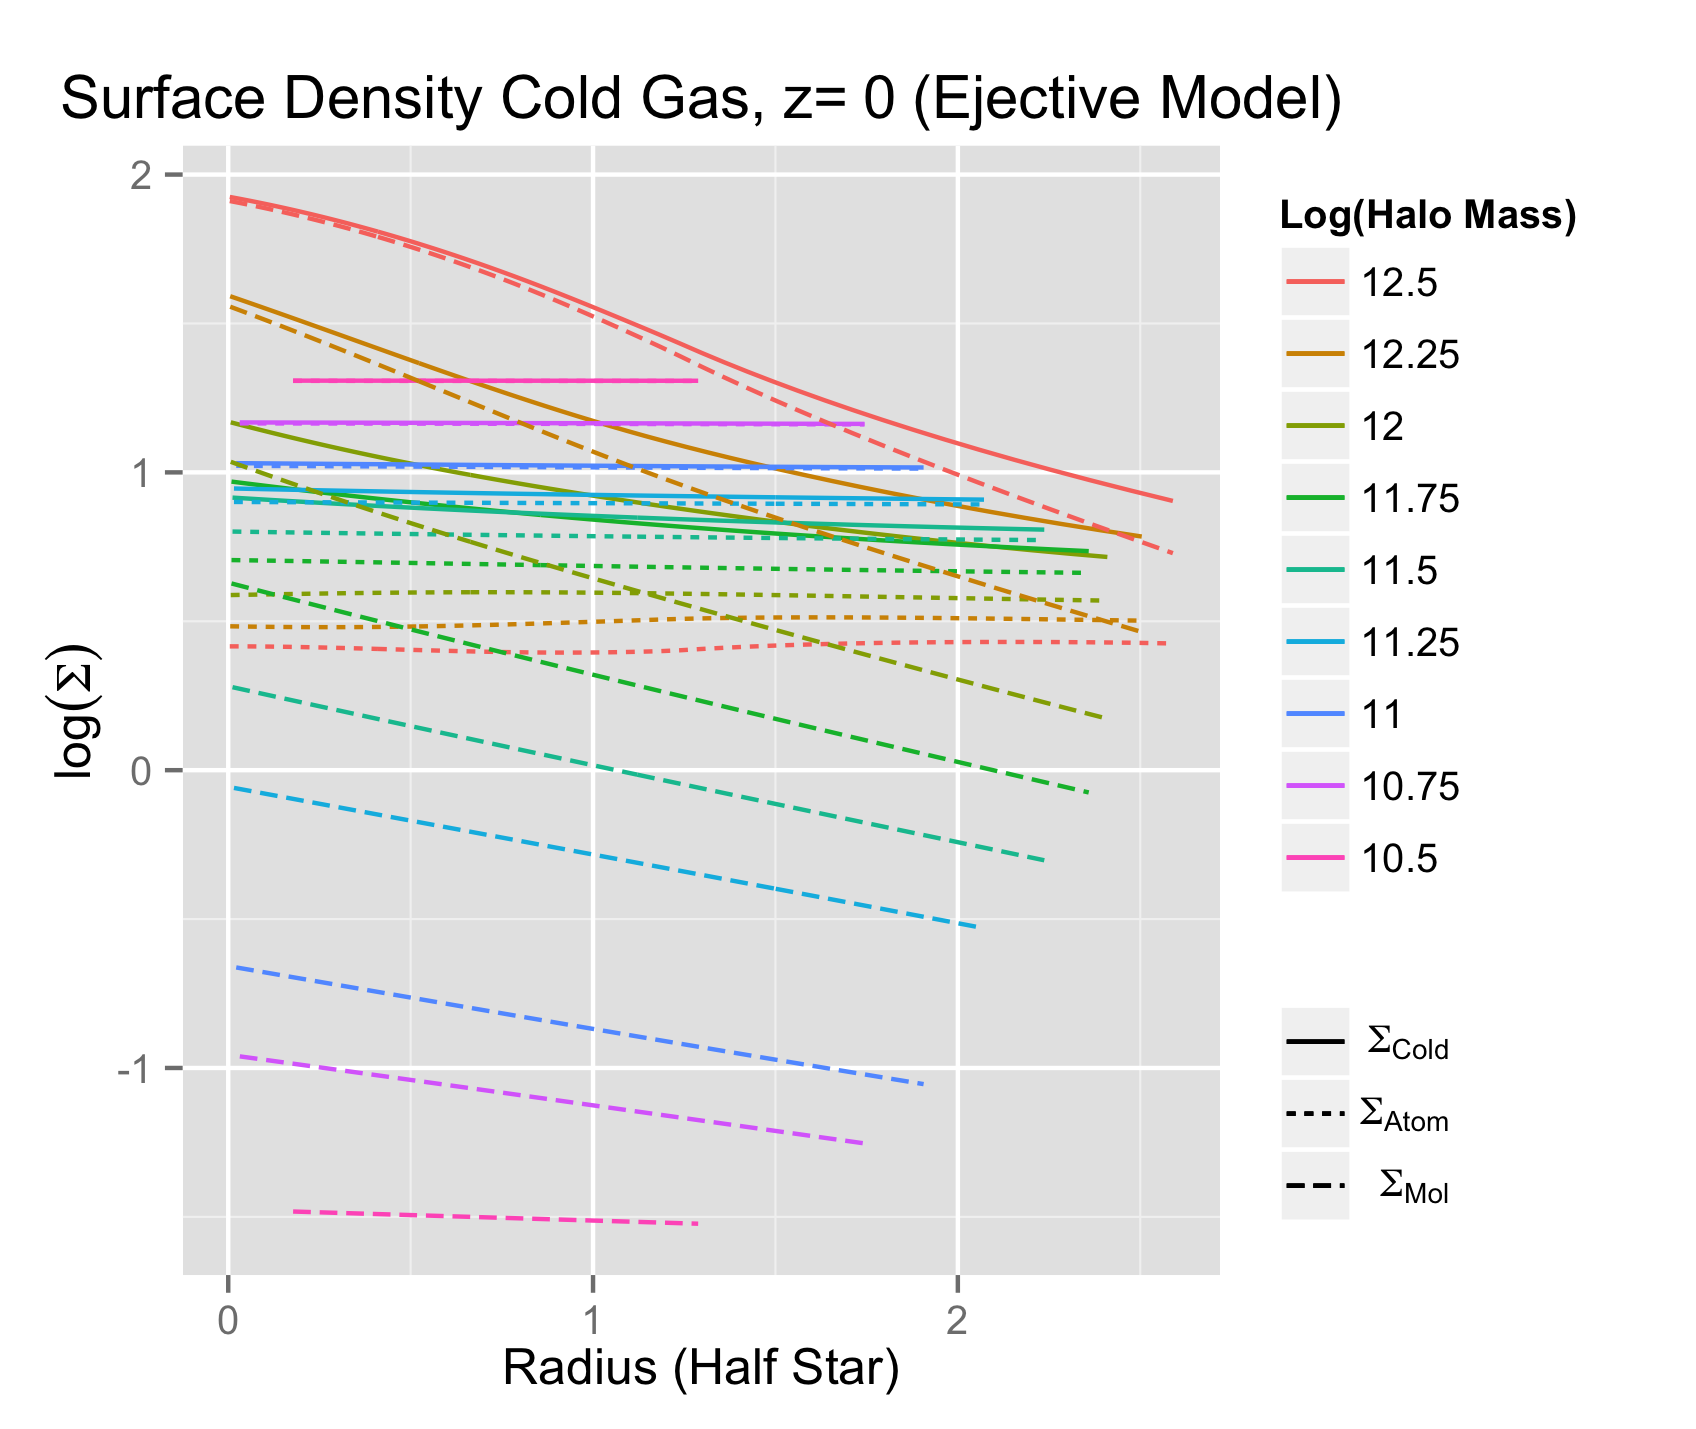 Surface Density Cold Gas, z= 0 (Ejective Model)
2
1
0
-1
log(Σ)
0 1 2
Radius (Half Star)
Log(Halo Mass)
12.5
12.25
12
11.75
11.5
11.25
11
10.75
10.5
ΣCold
ΣAtom
ΣMol